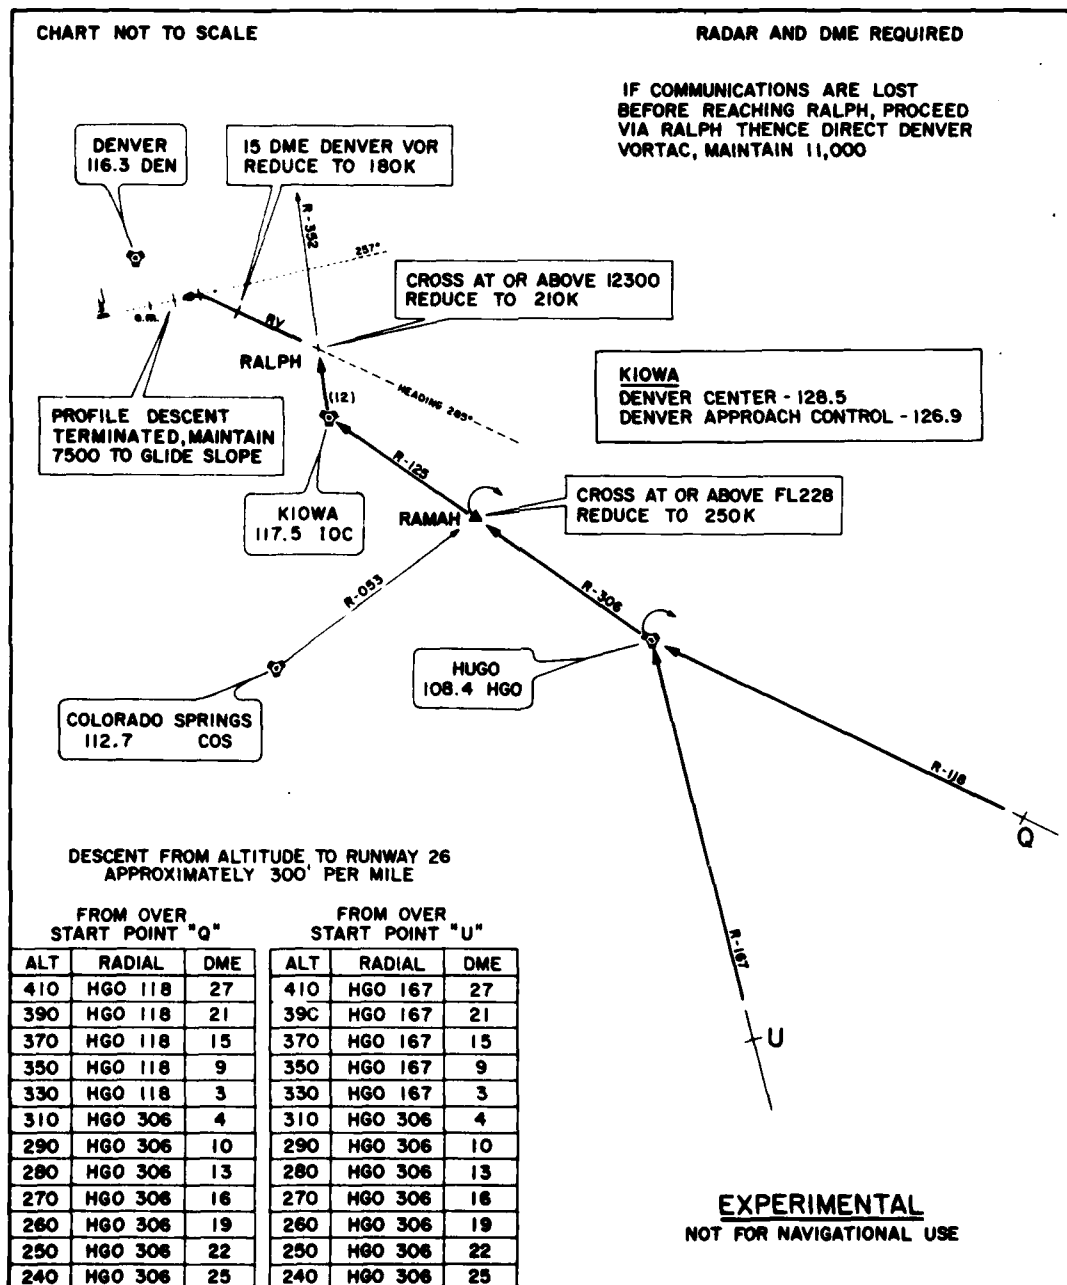 CHART NOT TO SCALE
RADAR AND DME REQUIRED
IF COMMUNICATIONS ARE LOST
BEFORE REACHING RALPH, PROCEED
VIA RALPH THENCE DIRECT DENVER
VORTAC, MAINTAIN 11,000
DENVER
116.3 DEN
15 DME DENVER VOR
REDUCE TO 180K
R-352
257°
CROSS AT OR ABOVE 12300
REDUCE TO 210K
o.m.
RV
RALPH
HEADING 285°
(12)
KIOWA
DENVER CENTER - 128.5
DENVER APPROACH CONTROL - 126.9
PROFILE DESCENT
TERMINATED, MAINTAIN
7500 TO GLIDE SLOPE
R-125
KIOWA
117.5 IOC
RAMAH
CROSS AT OR ABOVE FL228
REDUCE TO 250K
R-053
R-306
HUGO
108.4 HGO
COLORADO SPRINGS
112.7 COS
R-118
Q
R-167
U
DESCENT FROM ALTITUDE TO RUNWAY 26
APPROXIMATELY 300' PER MILE
FROM OVER
START POINT "Q"
ALT RADIAL DME
410 HGO 118 27
390 HGO 118 21
370 HGO 118 15
350 HGO 118 9
330 HGO 118 3
310 HGO 306 4
290 HGO 306 10
280 HGO 306 13
270 HGO 306 16
260 HGO 306 19
250 HGO 306 22
240 HGO 306 25
FROM OVER
START POINT "U"
ALT RADIAL DME
410 HGO 167 27
39C HGO 167 21
370 HGO 167 15
350 HGO 167 9
330 HGO 167 3
310 HGO 306 4
290 HGO 306 10
280 HGO 306 13
270 HGO 306 16
260 HGO 306 19
250 HGO 306 22
240 HGO 306 25
EXPERIMENTAL
NOT FOR NAVIGATIONAL USE